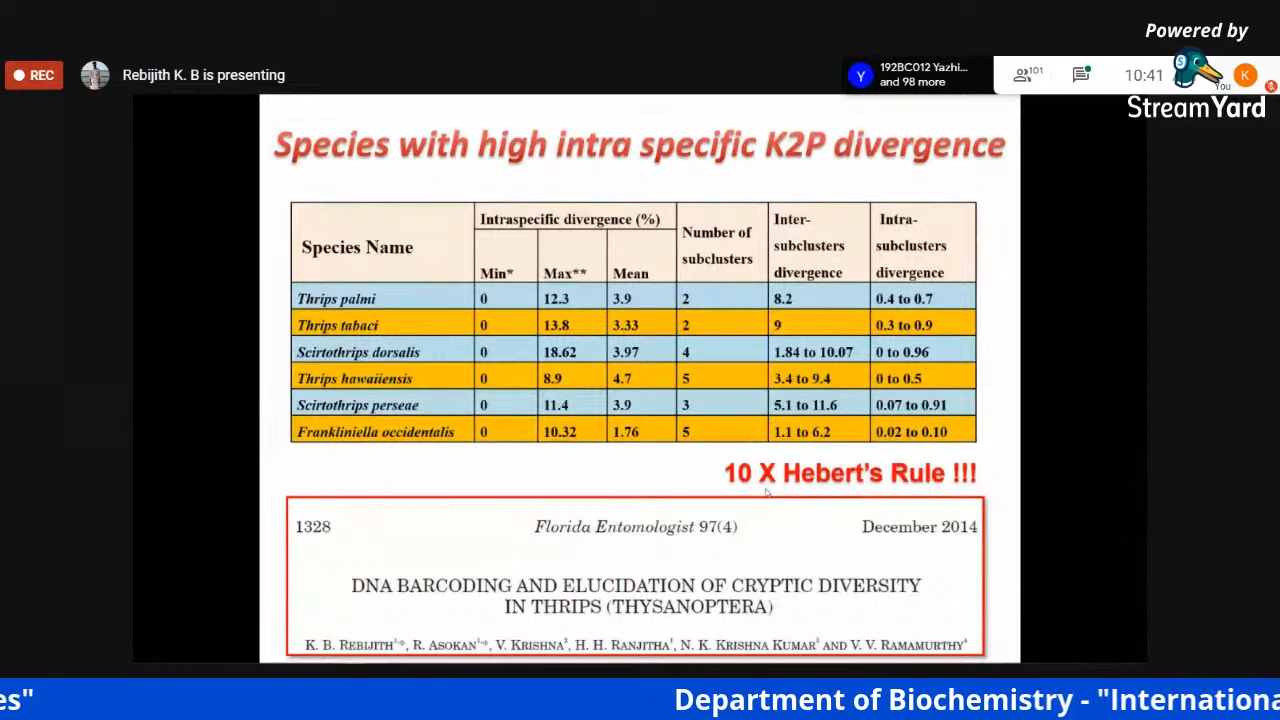 Powered by
REC
Rebijith K. B is presenting
Y
192BC012 Yazhi...
and 98 more
101
10:41
You
K
S
StreamYard
Species with high intra specific K2P divergence
Species Name
Intraspecific divergence (%)
Min*
Max**
Mean
Number of
subclusters
Inter-
subclusters
divergence
Intra-
subclusters
divergence
Thrips palmi 0 12.3 3.9 2 8.2 0.4 to 0.7
Thrips tabaci 0 13.8 3.33 2 9 0.3 to 0.9
Scirtothrips dorsalis 0 18.62 3.97 4 1.84 to 10.07 0 to 0.96
Thrips hawaiiensis 0 8.9 4.7 5 3.4 to 9.4 0 to 0.5
Scirtothrips perseae 0 11.4 3.9 3 5.1 to 11.6 0.07 to 0.91
Frankliniella occidentalis 0 10.32 1.76 5 1.1 to 6.2 0.02 to 0.10
10 X Hebert's Rule !!!
1328 Florida Entomologist 97(4) December 2014
DNA BARCODING AND ELUCIDATION OF CRYPTIC DIVERSITY
IN THRIPS (THYSANOPTERA)
K. B. REBIJITH¹,*, R. ASOKAN¹,*, V. KRISHNA², H. H. RANJITHA¹, N. K. KRISHNA KUMAR³ AND V. V. RAMAMURTHY⁴
es" Department of Biochemistry - "Internationa